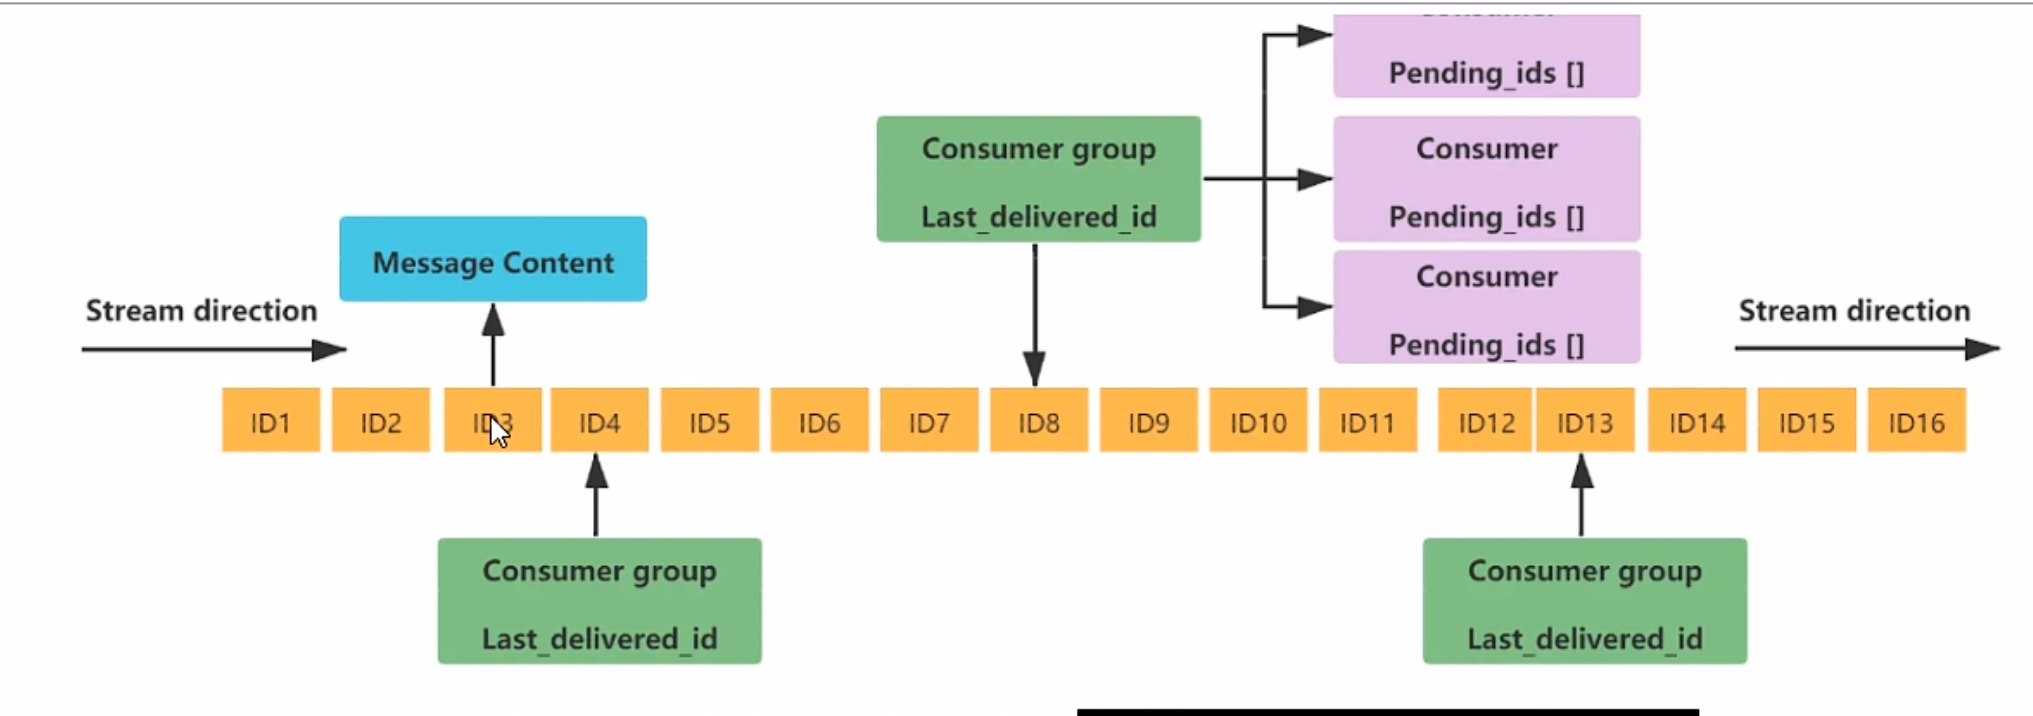 Pending_ids []
Consumer group
Last_delivered_id
Consumer
Pending_ids []
Message Content
Consumer
Pending_ids []
Stream direction
Stream direction
ID1
ID2
ID3
ID4
ID5
ID6
ID7
ID8
ID9
ID10
ID11
ID12
ID13
ID14
ID15
ID16
Consumer group
Last_delivered_id
Consumer group
Last_delivered_id